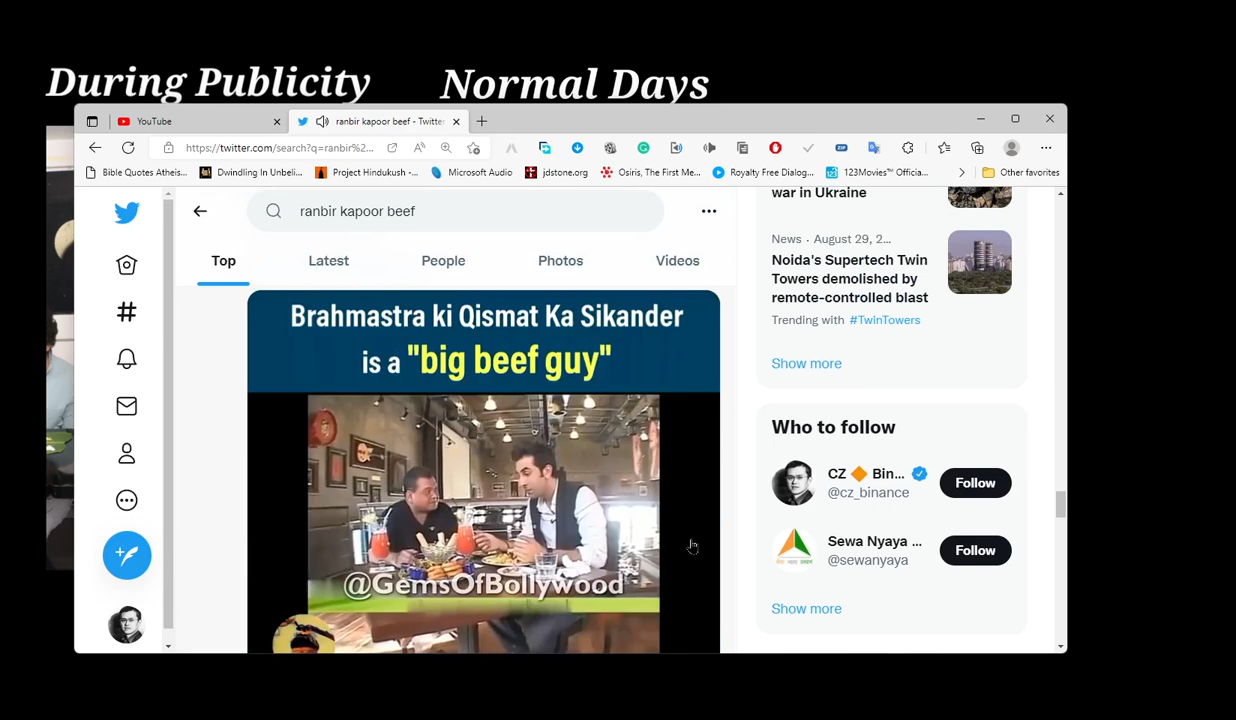 During Publicity
Normal Days
YouTube
ranbir kapoor beef - Twitte
https://twitter.com/search?q=ranbir%2...
Bible Quotes Atheis...
Dwindling In Unbeli...
Project Hindukush -...
Microsoft Audio
jdstone.org
Osiris, The First Me...
Royalty Free Dialog...
123Movies™ Officia...
Other favorites
ranbir kapoor beef
Top
Latest
People
Photos
Videos
Brahmastra ki Qismat Ka Sikander
is a "big beef guy"
@GemsOfBollywood
war in Ukraine
News · August 29, 2...
Noida's Supertech Twin
Towers demolished by
remote-controlled blast
Trending with #TwinTowers
Show more
Who to follow
CZ 🔶 Bin...
@cz_binance
Follow
Sewa Nyaya ...
@sewanyaya
Follow
Show more